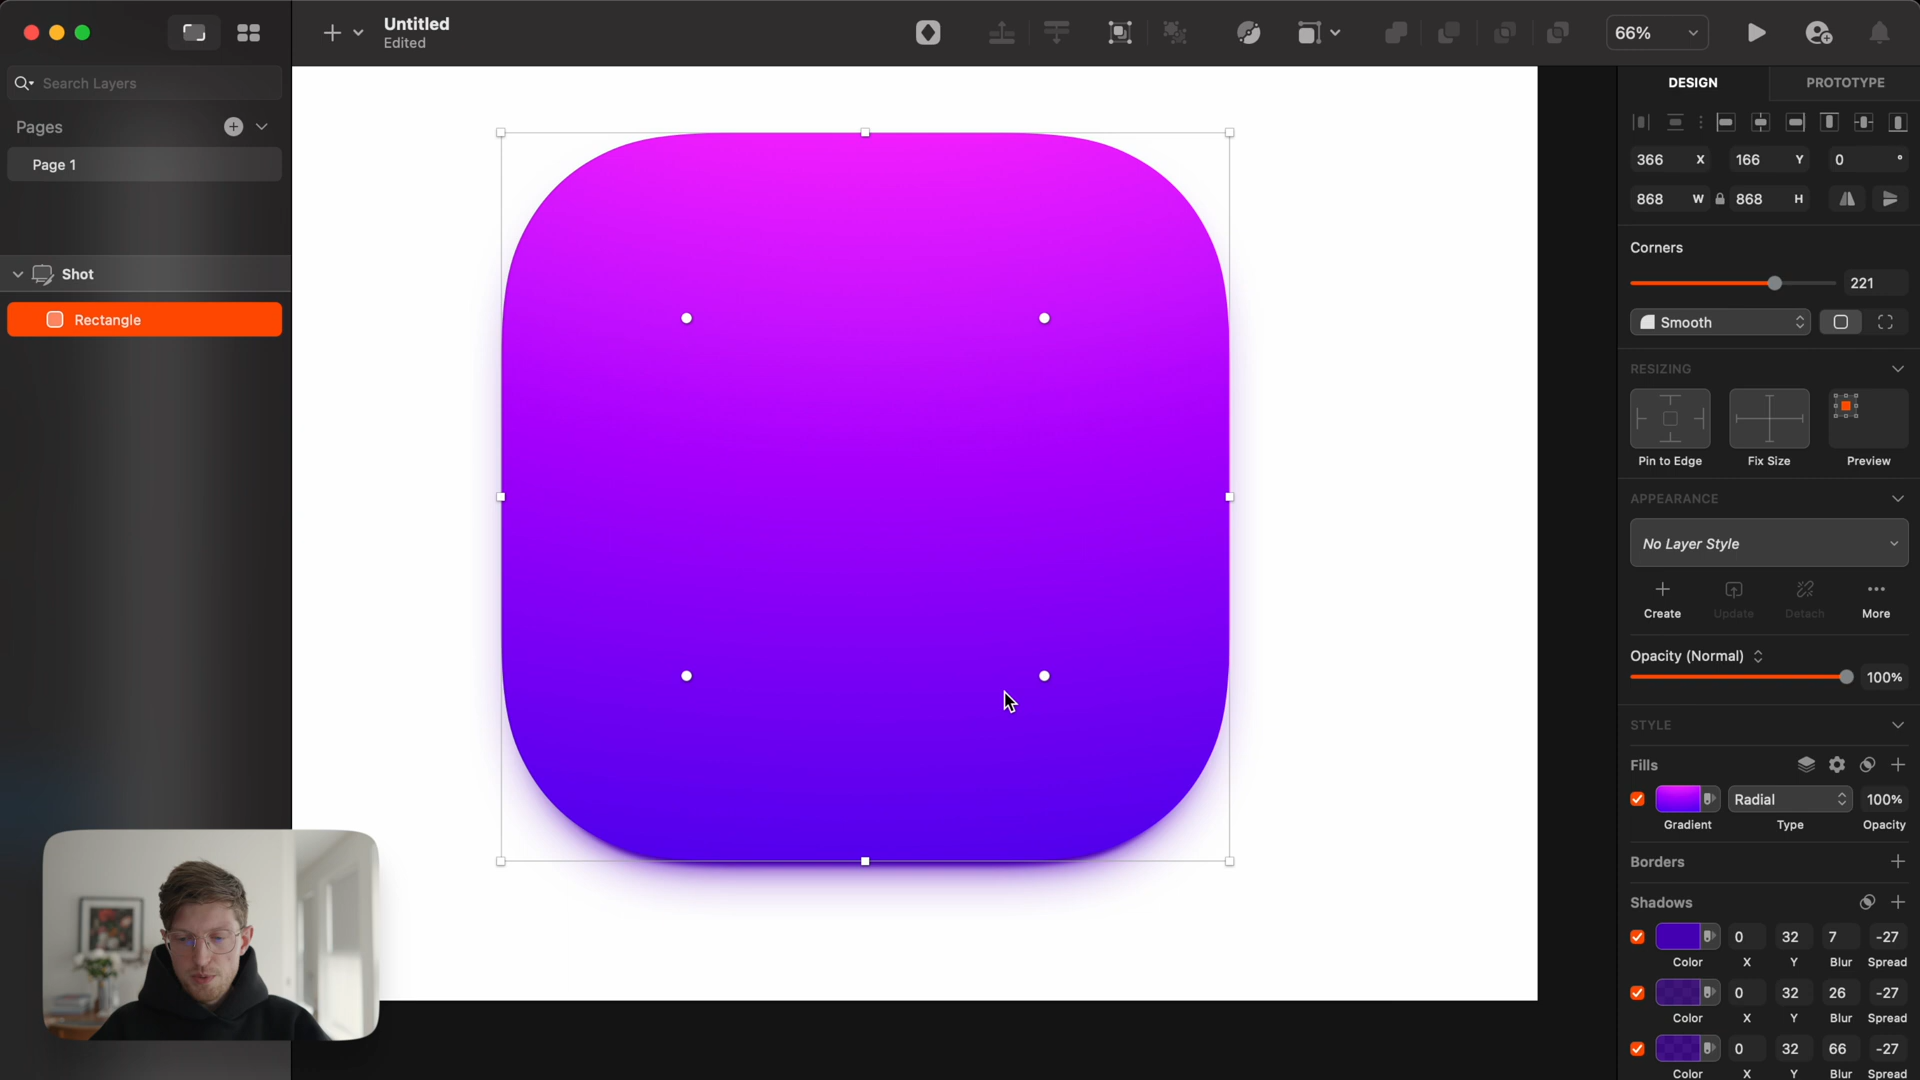 Untitled
Edited
66%
Search Layers
Pages
Page 1
Shot
Rectangle
DESIGN
PROTOTYPE
366 X 166 Y 0 °
868 W 868 H
Corners
221
Smooth
RESIZING
Pin to Edge Fix Size Preview
APPEARANCE
No Layer Style
Create Update Detach More
Opacity (Normal)
100%
STYLE
Fills
Radial 100%
Gradient Type Opacity
Borders
Shadows
0 32 7 -27
Color X Y Blur Spread
0 32 26 -27
Color X Y Blur Spread
0 32 66 -27
Color X Y Blur Spread